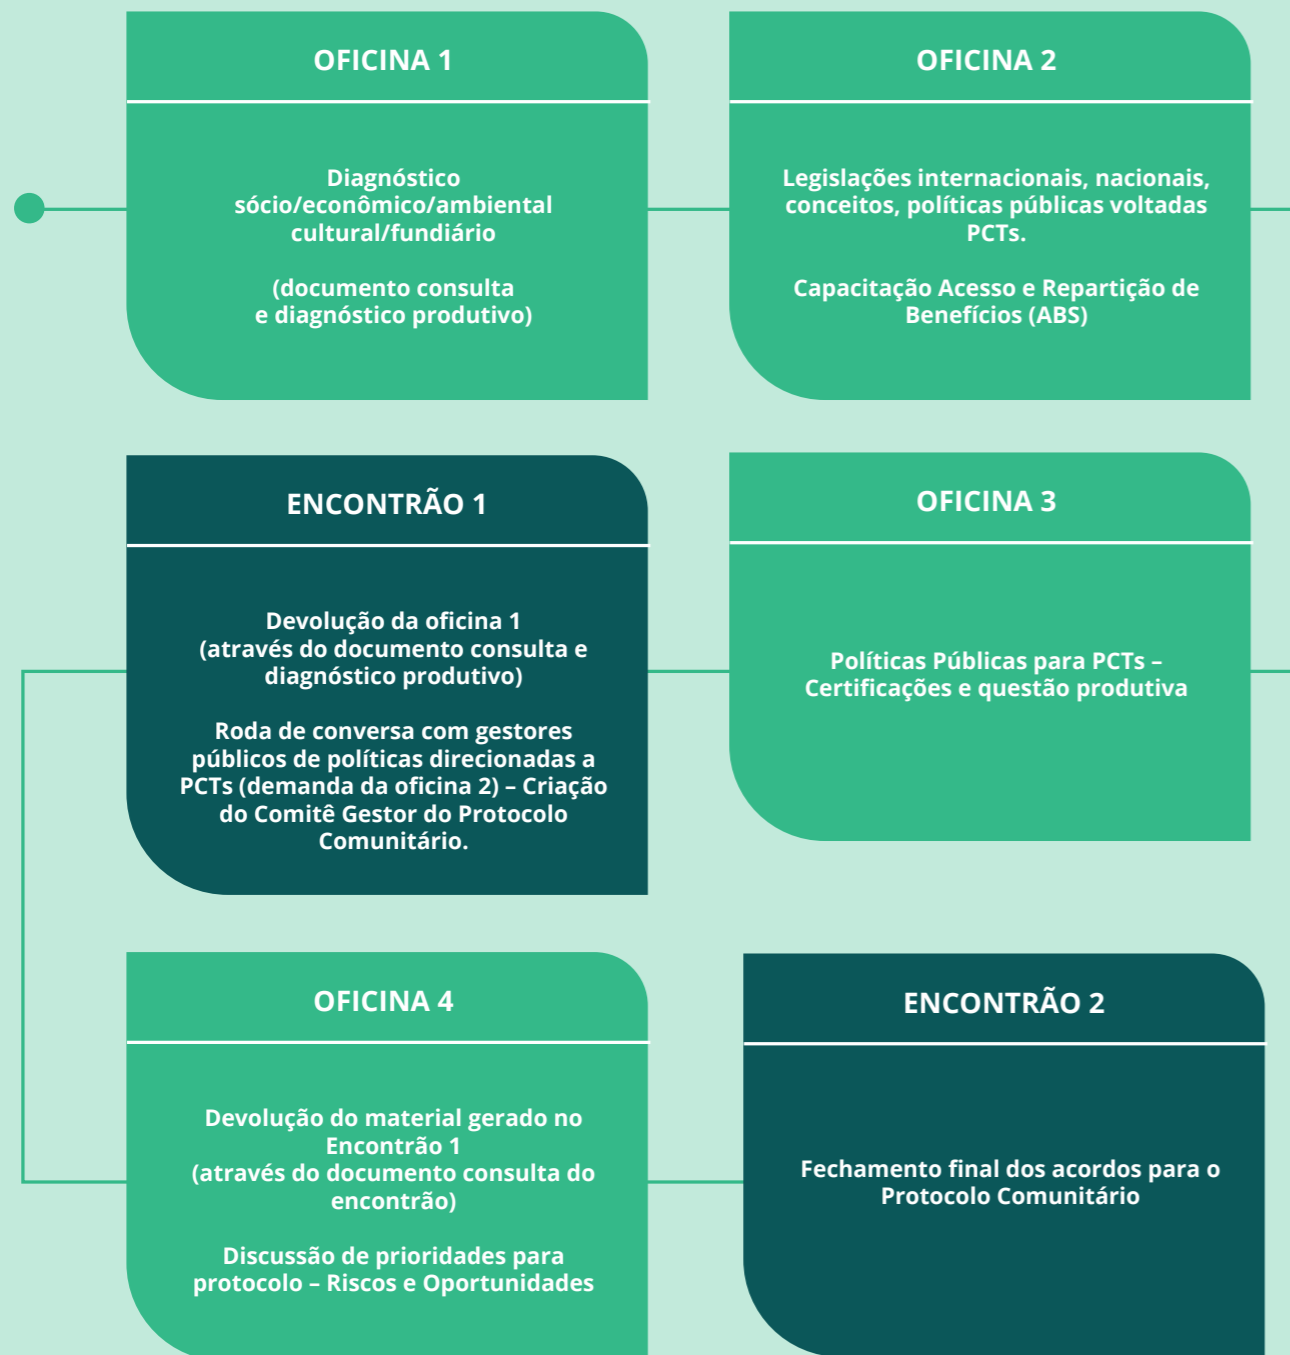 OFICINA 1
Diagnóstico
sócio/econômico/ambiental
cultural/fundiário
(documento consulta
e diagnóstico produtivo)
OFICINA 2
Legislações internacionais, nacionais,
conceitos, políticas públicas voltadas
PCTs.
Capacitação Acesso e Repartição de
Benefícios (ABS)
ENCONTRÃO 1
Devolução da oficina 1
(através do documento consulta e
diagnóstico produtivo)
Roda de conversa com gestores
públicos de políticas direcionadas a
PCTs (demanda da oficina 2) – Criação
do Comitê Gestor do Protocolo
Comunitário.
OFICINA 3
Políticas Públicas para PCTs –
Certificações e questão produtiva
OFICINA 4
Devolução do material gerado no
Encontrão 1
(através do documento consulta do
encontrão)
Discussão de prioridades para
protocolo – Riscos e Oportunidades
ENCONTRÃO 2
Fechamento final dos acordos para o
Protocolo Comunitário